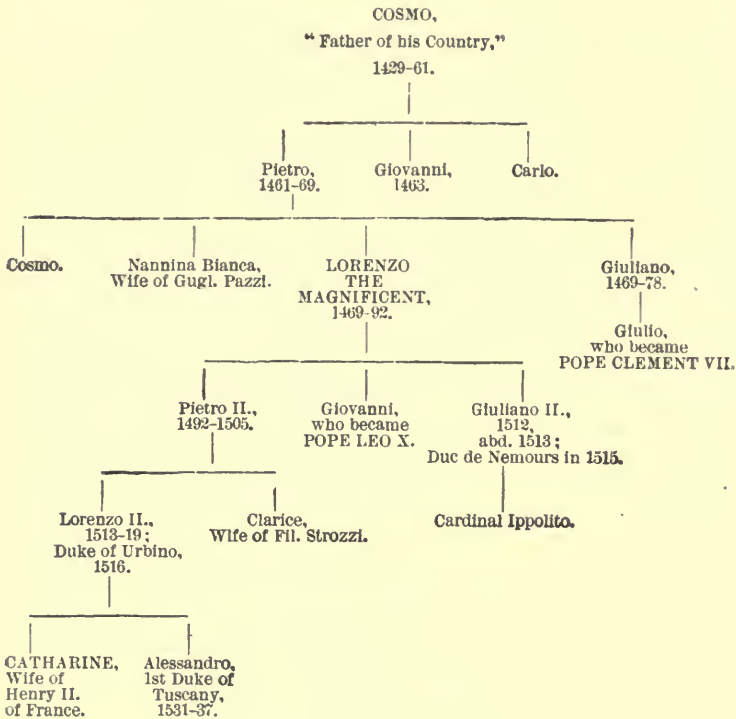 COSMO,
“ Father of his Country,”
1429-61.
Pietro,
1461-69.
Giovanni,
1463.
Carlo.
Cosmo.
Nannina Bianca,
Wife of Gugl. Pazzi.
LORENZO
THE
MAGNIFICENT,
1469-92.
Giuliano,
1469-78.
Giulio,
who became
POPE CLEMENT VII.
Pietro II.,
1492-1505.
Giovanni,
who became
POPE LEO X.
Giuliano II.,
1512,
abd. 1513 ;
Duc de Nemours in 1515.
Lorenzo II.,
1513-19 ;
Duke of Urbino,
1516.
Clarice,
Wife of Fil. Strozzi.
Cardinal Ippolito.
CATHARINE,
Wife of
Henry II.
of France.
Alessandro,
1st Duke of
Tuscany,
1531-37.